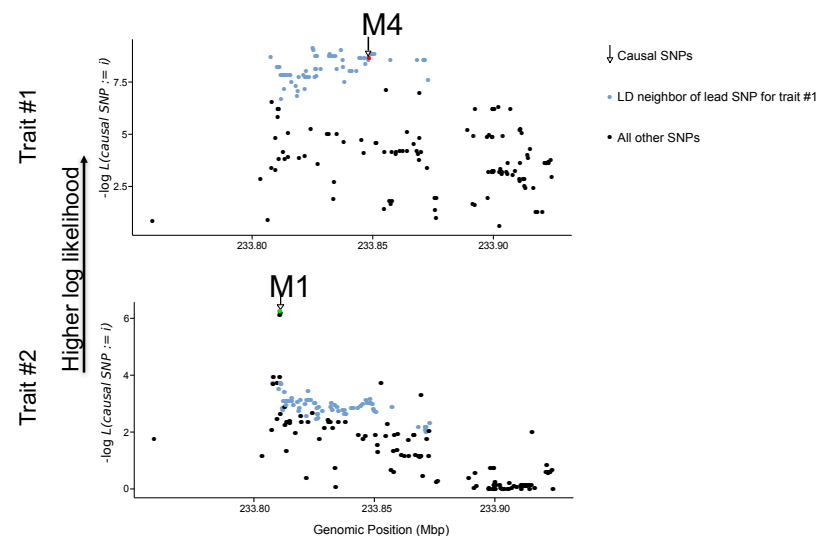 M4
Trait #1
-log L(causal SNP := i)
7.5
5
2.5
233.80
233.85
233.90
Causal SNPs
LD neighbor of lead SNP for trait #1
All other SNPs
Higher log likelihood
M1
Trait #2
-log L(causal SNP := i)
6
4
2
0
233.80
233.85
233.90
Genomic Position (Mbp)